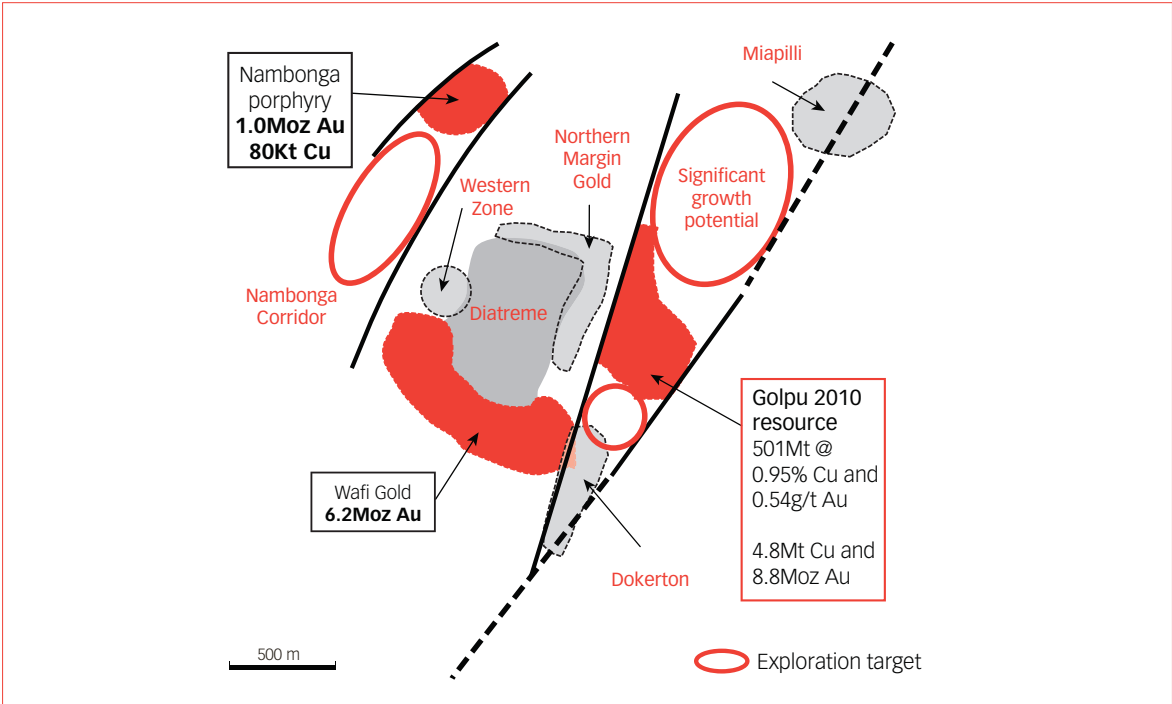 Nambonga
porphyry
1.0Moz Au
80Kt Cu
Miapilli
Northern
Margin
Gold
Western
Zone
Significant
growth
potential
Nambonga
Corridor
Diatreme
Golpu 2010
resource
501Mt @
0.95% Cu and
0.54g/t Au
4.8Mt Cu and
8.8Moz Au
Wafi Gold
6.2Moz Au
Dokerton
500 m
Exploration target